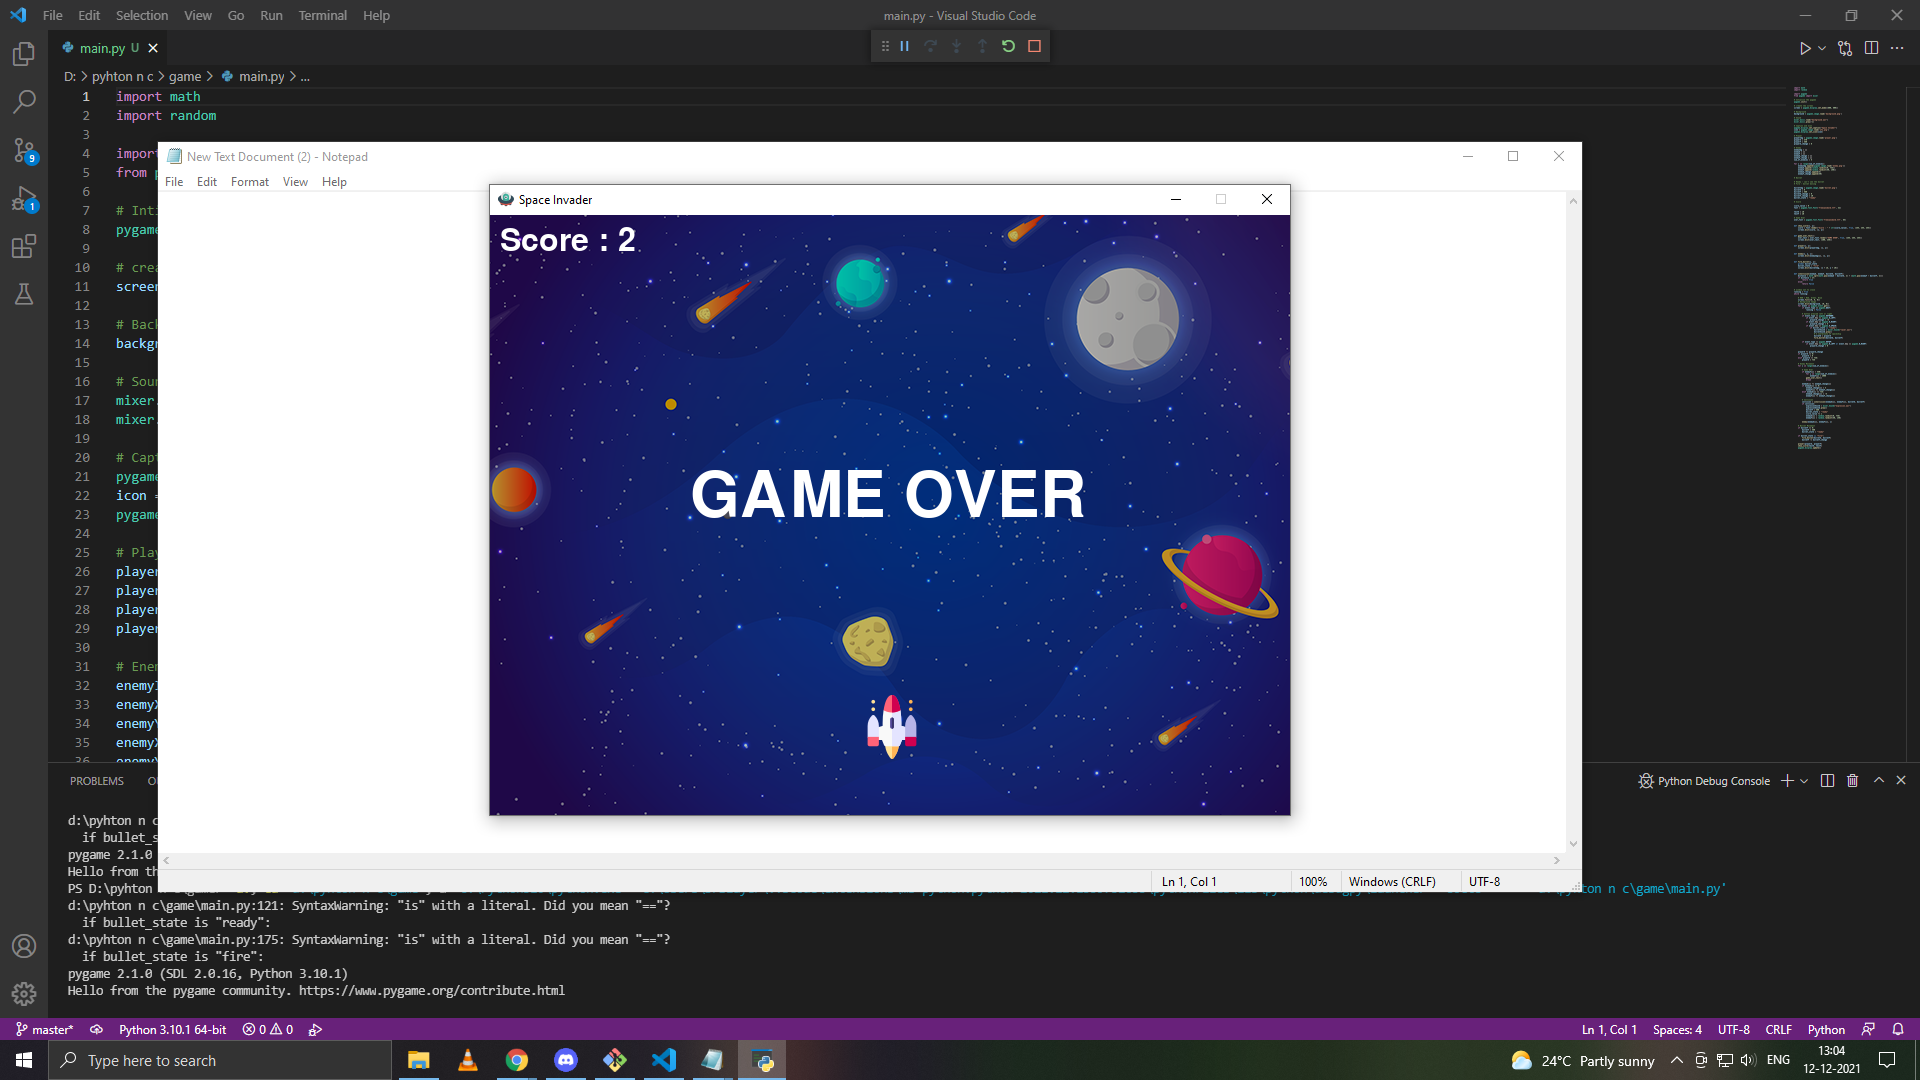 File Edit Selection View Go Run Terminal Help
main.py - Visual Studio Code
main.py U
D: > pyhton n c > game > main.py > ...
1 import math
2 import random
3
4 impor
5 from p
6
7 # Inti
8 pygame
9
10 # crea
11 screen
12
13 # Back
14 backgr
15
16 # Soun
17 mixer.
18 mixer.
19
20 # Capt
21 pygame
22 icon =
23 pygame
24
25 # Play
26 player
27 player
28 player
29 player
30
31 # Enem
32 enemyI
33 enemyX
34 enemyY
35 enemyX
36 enemyY
New Text Document (2) - Notepad
File Edit Format View Help
Space Invader
Score : 2
GAME OVER
Ln 1, Col 1
100%
Windows (CRLF)
UTF-8
PROBLEMS
Python Debug Console
d:\pyhton n c
if bullet_s
pygame 2.1.0
Hello from th
PS D:\pyhton n
n c\game\main.py'
d:\pyhton n c\game\main.py:121: SyntaxWarning: "is" with a literal. Did you mean "=="?
if bullet_state is "ready":
d:\pyhton n c\game\main.py:175: SyntaxWarning: "is" with a literal. Did you mean "=="?
if bullet_state is "fire":
pygame 2.1.0 (SDL 2.0.16, Python 3.10.1)
Hello from the pygame community. https://www.pygame.org/contribute.html
master*
Python 3.10.1 64-bit
0 0
Ln 1, Col 1
Spaces: 4
UTF-8
CRLF
Python
Type here to search
24°C Partly sunny
ENG
13:04
12-12-2021